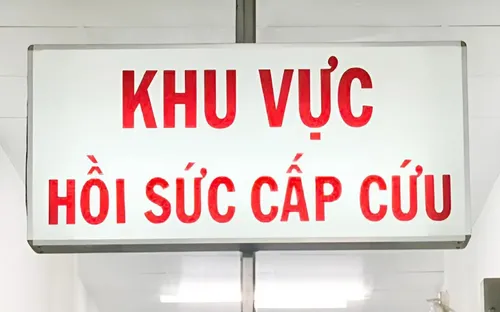 KHU VỰC
HỒI SỨC CẤP CỨU